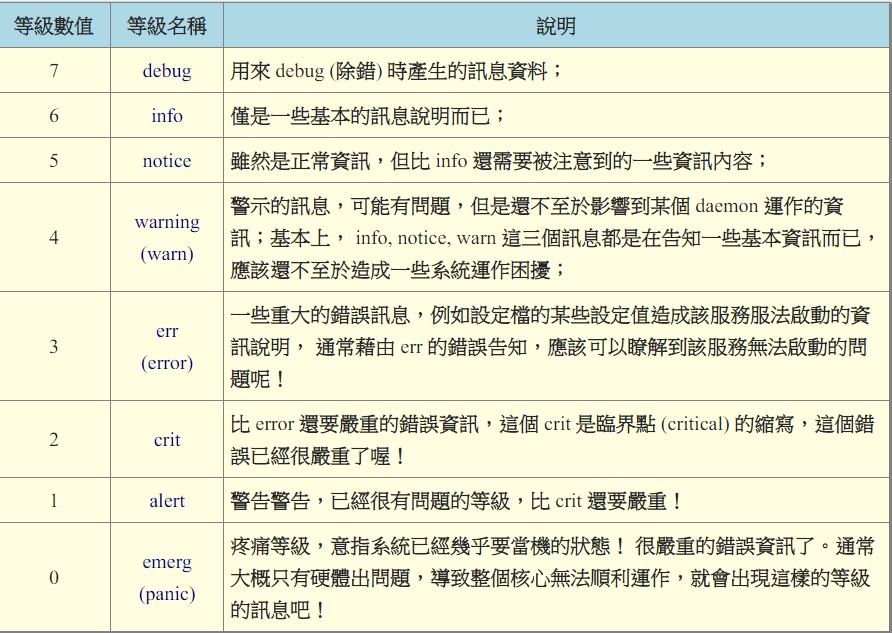 等級數值 等級名稱 說明
7 debug 用來 debug (除錯) 時產生的訊息資料；
6 info 僅是一些基本的訊息說明而已；
5 notice 雖然是正常資訊，但比 info 還需要被注意到的一些資訊內容；
4 warning (warn) 警示的訊息，可能有問題，但是還不至於影響到某個 daemon 運作的資
訊；基本上， info, notice, warn 這三個訊息都是在告知一些基本資訊而已，
應該還不至於造成一些系統運作困擾；
3 err (error) 一些重大的錯誤訊息，例如設定檔的某些設定值造成該服務服法啟動的資
訊說明， 通常藉由 err 的錯誤告知，應該可以瞭解到該服務無法啟動的問
題呢！
2 crit 比 error 還要嚴重的錯誤資訊，這個 crit 是臨界點 (critical) 的縮寫，這個錯
誤已經很嚴重了喔！
1 alert 警告警告，已經很有問題的等級，比 crit 還要嚴重！
0 emerg (panic) 疼痛等級，意指系統已經幾乎要當機的狀態！ 很嚴重的錯誤資訊了。通常
大概只有硬體出問題，導致整個核心無法順利運作，就會出現這樣的等級
的訊息吧！